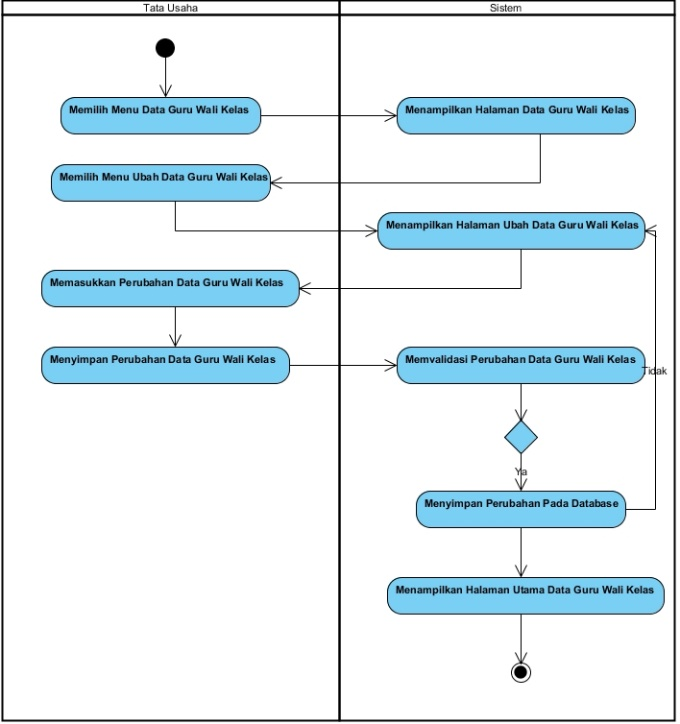 Tata Usaha
Sistem
Memilih Menu Data Guru Wali Kelas
Menampilkan Halaman Data Guru Wali Kelas
Memilih Menu Ubah Data Guru Wali Kelas
Menampilkan Halaman Ubah Data Guru Wali Kelas
Memasukkan Perubahan Data Guru Wali Kelas
Menyimpan Perubahan Data Guru Wali Kelas
Memvalidasi Perubahan Data Guru Wali Kelas
Tidak
Ya
Menyimpan Perubahan Pada Database
Menampilkan Halaman Utama Data Guru Wali Kelas